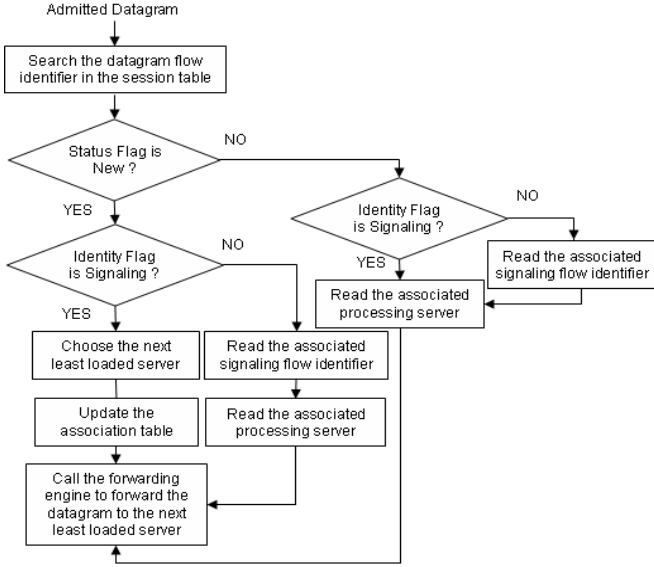 Admitted Datagram
Search the datagram flow
identifier in the session table
Status Flag is
New ?
NO
YES
Identity Flag
is Signaling ?
NO
YES
Read the associated
signaling flow identifier
Read the associated
processing server
Identity Flag
is Signaling ?
NO
YES
Choose the next
least loaded server
Read the associated
signaling flow identifier
Update the
association table
Read the associated
processing server
Call the forwarding
engine to forward the
datagram to the next
least loaded server